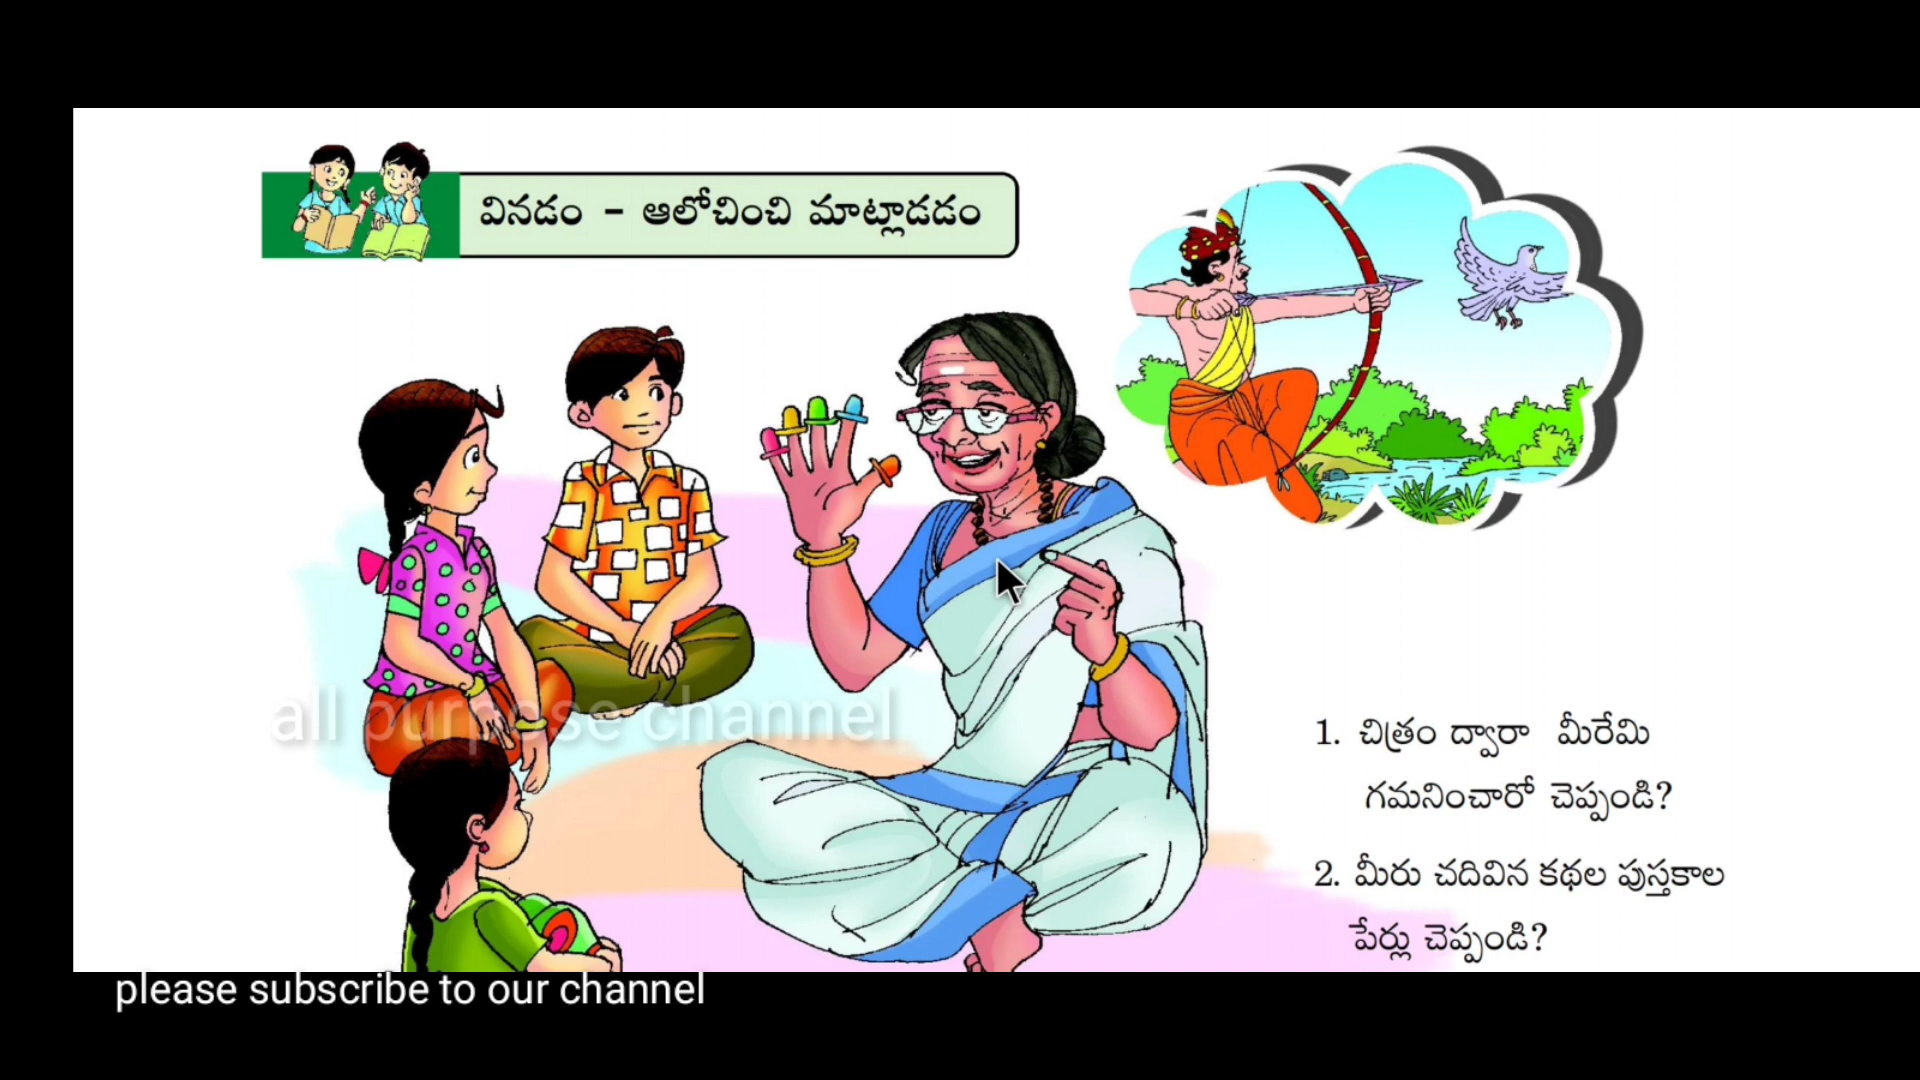 వినడం - ఆలోచించి మాట్లాడడం
all purpose channel
1. చిత్రం ద్వారా మీరేమి
గమనించారో చెప్పండి?
2. మీరు చదివిన కథల పుస్తకాల
పేర్లు చెప్పండి?
please subscribe to our channel